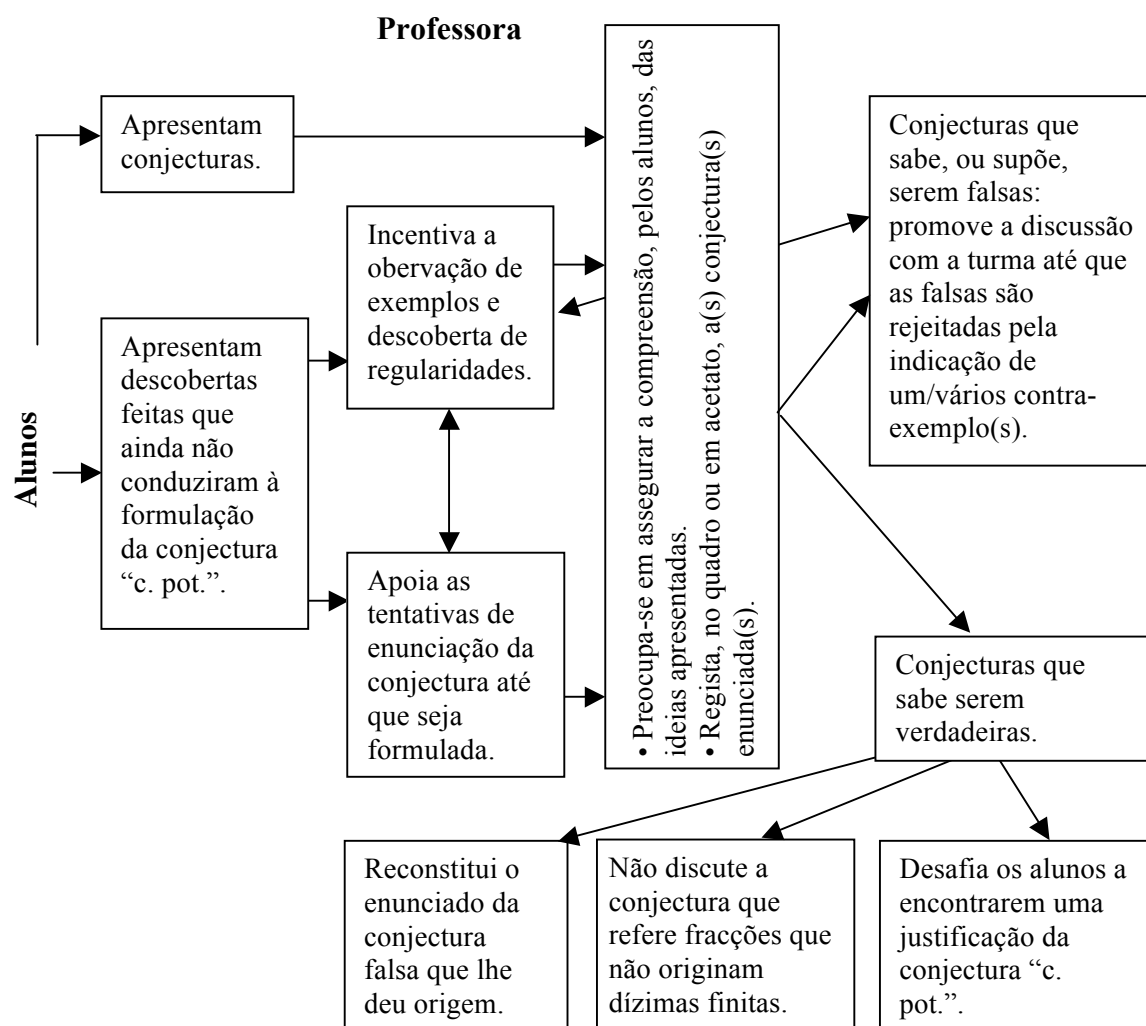 Professora
Alunos
Apresentam
conjecturas.
Apresentam
descobertas
feitas que
ainda não
conduziram à
formulação
da conjectura
“c. pot.”.
Incentiva a
obervação de
exemplos e
descoberta de
regularidades.
Apoia as
tentativas de
enunciação da
conjectura até
que seja
formulada.
• Preocupa-se em assegurar a compreensão, pelos alunos, das
ideias apresentadas.
• Regista, no quadro ou em acetato, a(s) conjectura(s)
enunciada(s).
Conjecturas que
sabe, ou supõe,
serem falsas:
promove a discussão
com a turma até que
as falsas são
rejeitadas pela
indicação de
um/vários contra-
exemplo(s).
Conjecturas que
sabe serem
verdadeiras.
Reconstitui o
enunciado da
conjectura
falsa que lhe
deu origem.
Não discute a
conjectura que
refere fracções que
não originam
dízimas finitas.
Desafia os alunos a
encontrarem uma
justificação da
conjectura “c.
pot.”.